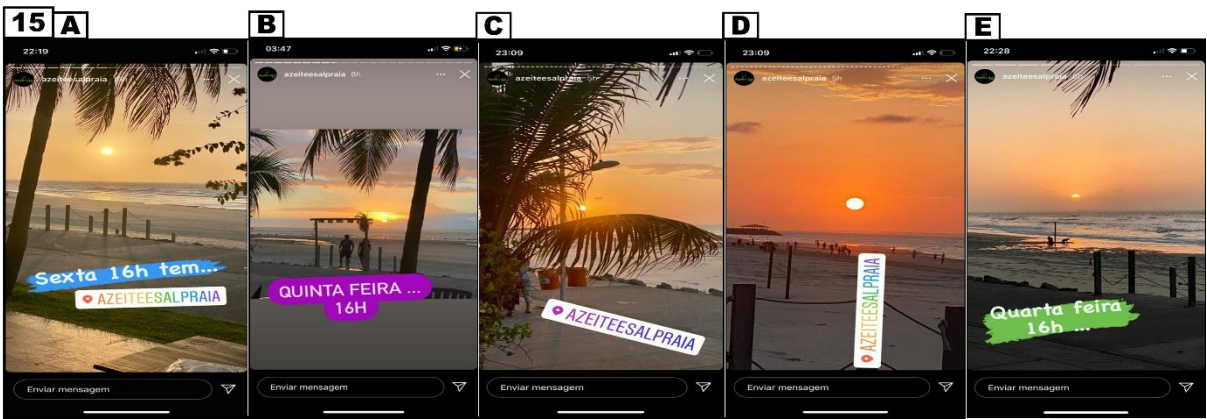 15
A
22:19
azeiteesalpraia
Sexta 16h tem...
AZEITEESALPRAIA
Enviar mensagem
B
03:47
azeiteesalpraia 8h
QUINTA FEIRA ...
16H
Enviar mensagem
C
23:09
azeiteesalpraia 5h
AZEITEESALPRAIA
Enviar mensagem
D
23:09
azeiteesalpraia 5h
AZEITEESALPRAIA
Enviar mensagem
E
22:28
azeiteesalpraia
Quarta feira
16h ...
Enviar mensagem